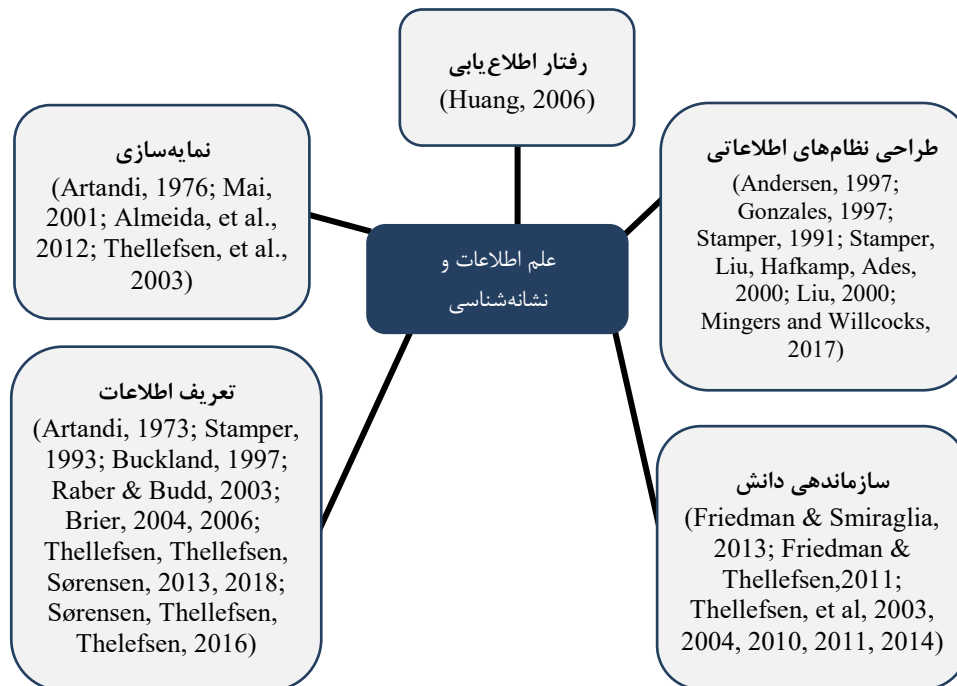 رفتار اطلاع‌یابی
(Huang, 2006)
نمایه‌سازی
(Artandi, 1976; Mai,
2001; Almeida, et al.,
2012; Thellefsen, et al.,
2003)
طراحی نظام‌های اطلاعاتی
(Andersen, 1997;
Gonzales, 1997;
Stamper, 1991; Stamper,
Liu, Hafkamp, Ades,
2000; Liu, 2000;
Mingers and Willcocks,
2017)
علم اطلاعات و
نشانه‌شناسی
تعریف اطلاعات
(Artandi, 1973; Stamper,
1993; Buckland, 1997;
Raber & Budd, 2003;
Brier, 2004, 2006;
Thellefsen, Thellefsen,
Sørensen, 2013, 2018;
Sørensen, Thellefsen,
Thelefsen, 2016)
سازماندهی دانش
(Friedman & Smiraglia,
2013; Friedman &
Thellefsen,2011;
Thellefsen, et al, 2003,
2004, 2010, 2011, 2014)